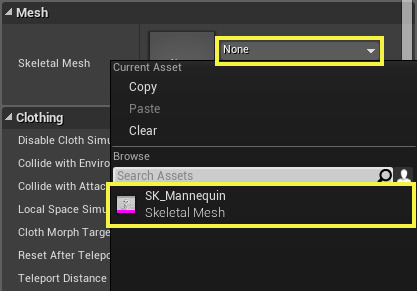 Mesh
Skeletal Mesh
None
Current Asset
Copy
Paste
Clear
Browse
Search Assets
SK_Mannequin
Skeletal Mesh
Clothing
Disable Cloth Simu
Collide with Enviro
Collide with Attac
Local Space Simu
Cloth Morph Targe
Reset After Telepo
Teleport Distance